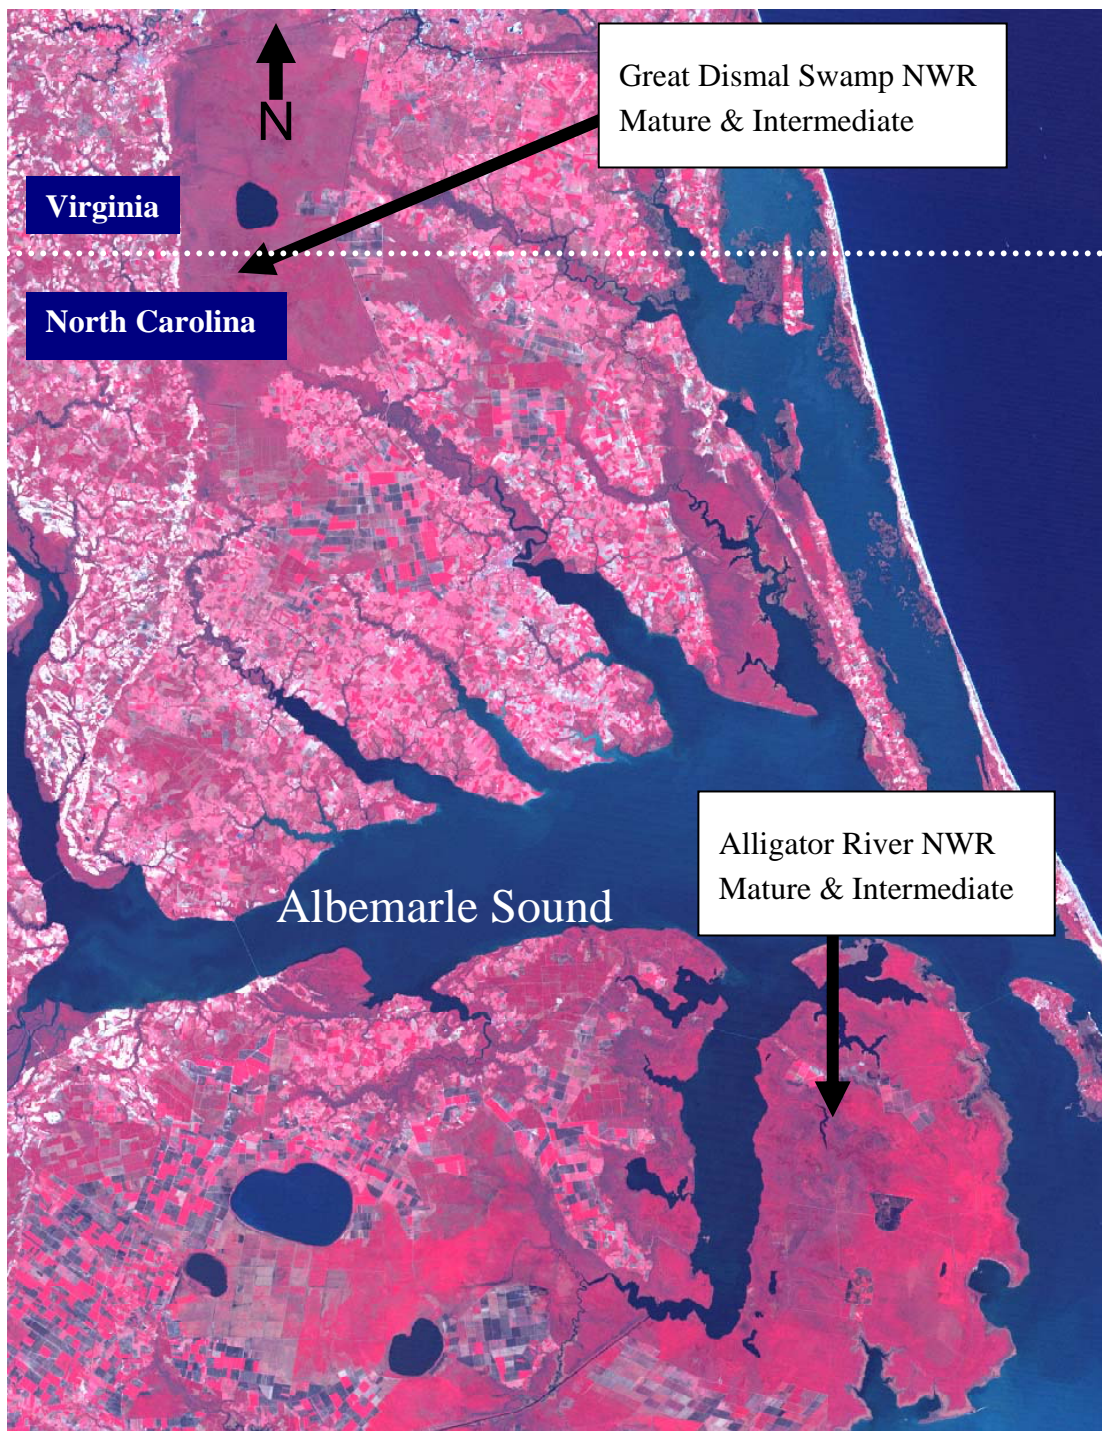 N
Great Dismal Swamp NWR
Mature & Intermediate
Virginia
North Carolina
Alligator River NWR
Mature & Intermediate
Albemarle Sound